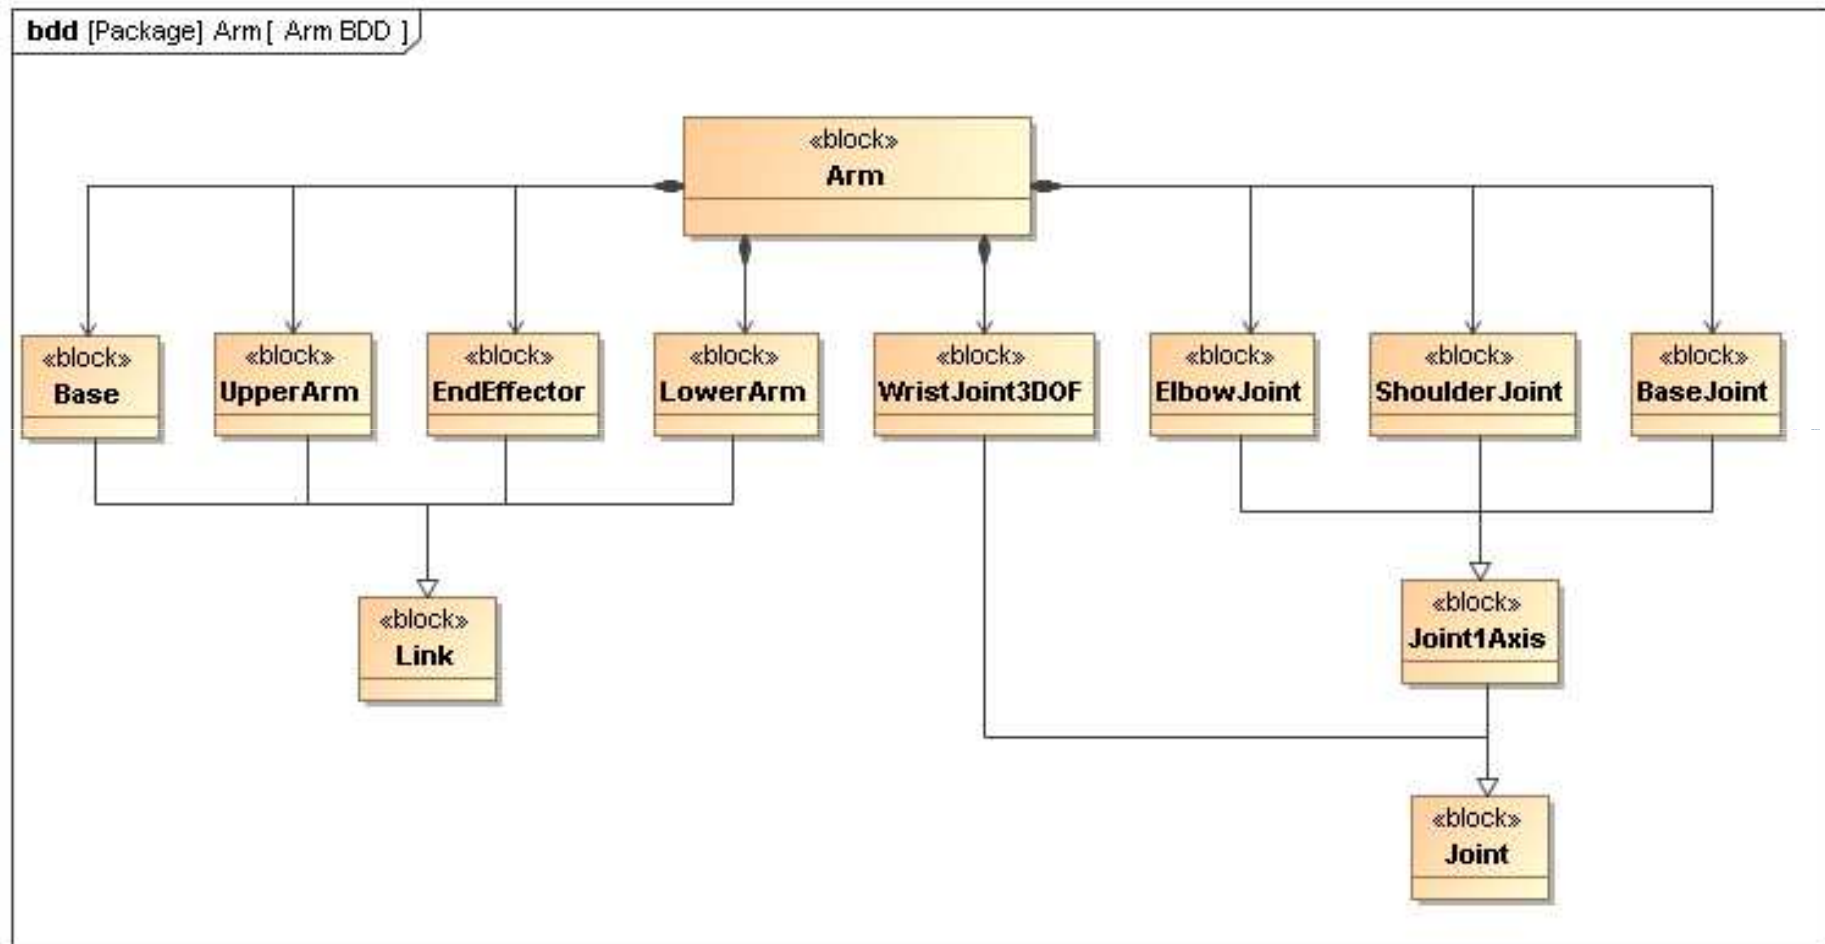 bdd [Package] Arm [ Arm BDD ]
«block»
Arm
«block»
Base
«block»
UpperArm
«block»
EndEffector
«block»
LowerArm
«block»
WristJoint3DOF
«block»
ElbowJoint
«block»
ShoulderJoint
«block»
BaseJoint
«block»
Link
«block»
Joint1Axis
«block»
Joint